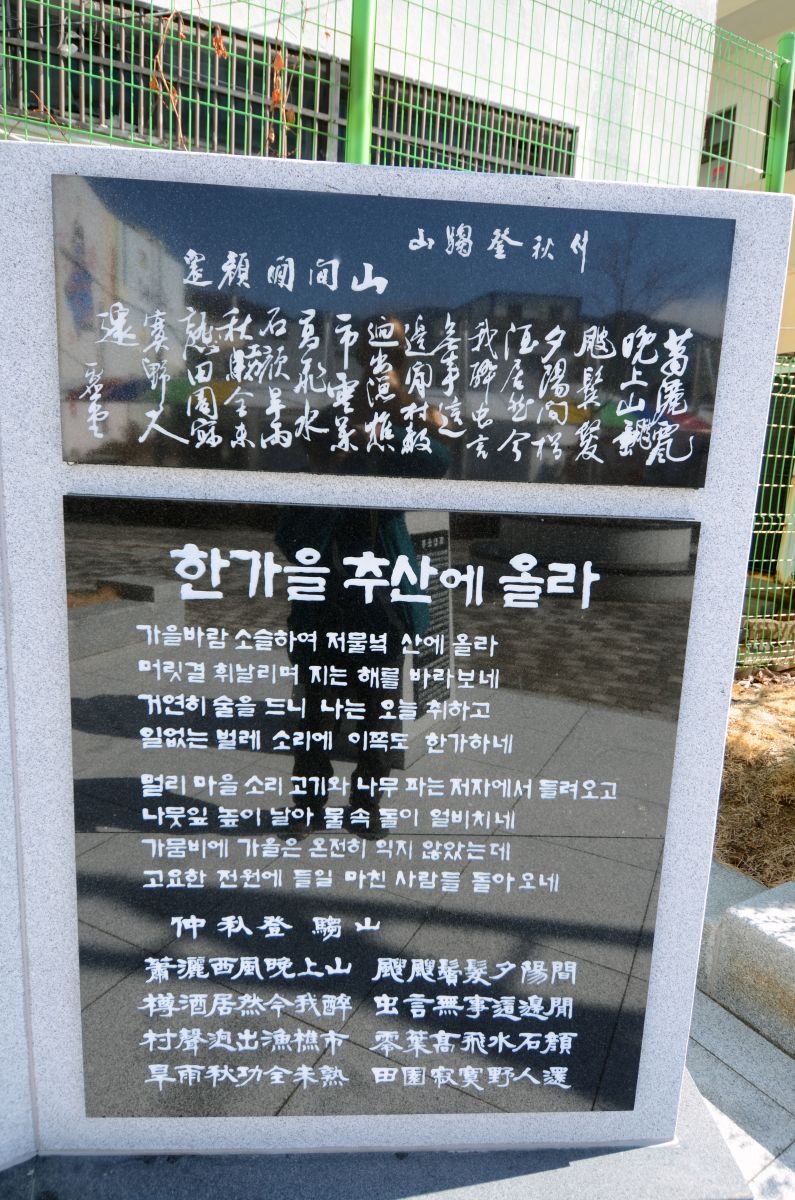 仲秋登騶山
山間閒顔還
蕭灑西風
晩上山颼
颼鬢髮
夕陽間樽
酒居然今
我醉虫言
無事這
邊閒村聲
迥出漁樵
市零葉
高飛水
石顔旱雨
秋功全未
熟田園寂
寞野人
還
한가을 추산에 올라
가을바람 소슬하여 저물녘 산에 올라
머릿결 휘날리며 지는 해를 바라보네
거연히 술을 드니 나는 오늘 취하고
일없는 벌레 소리에 이쪽도 한가하네
멀리 마을 소리 고기와 나무 파는 저자에서 들려오고
나뭇잎 높이 날아 물 속 돌이 얼비치네
가뭄비에 가을은 온전히 익지 않았는데
고요한 전원에 들일 마친 사람들 돌아오네
仲秋登騶山
蕭灑西風晩上山 颼颼鬢髮夕陽間
樽酒居然今我醉 虫言無事這邊閒
村聲迥出漁樵市 零葉高飛水石顔
旱雨秋功全未熟 田園寂寞野人還